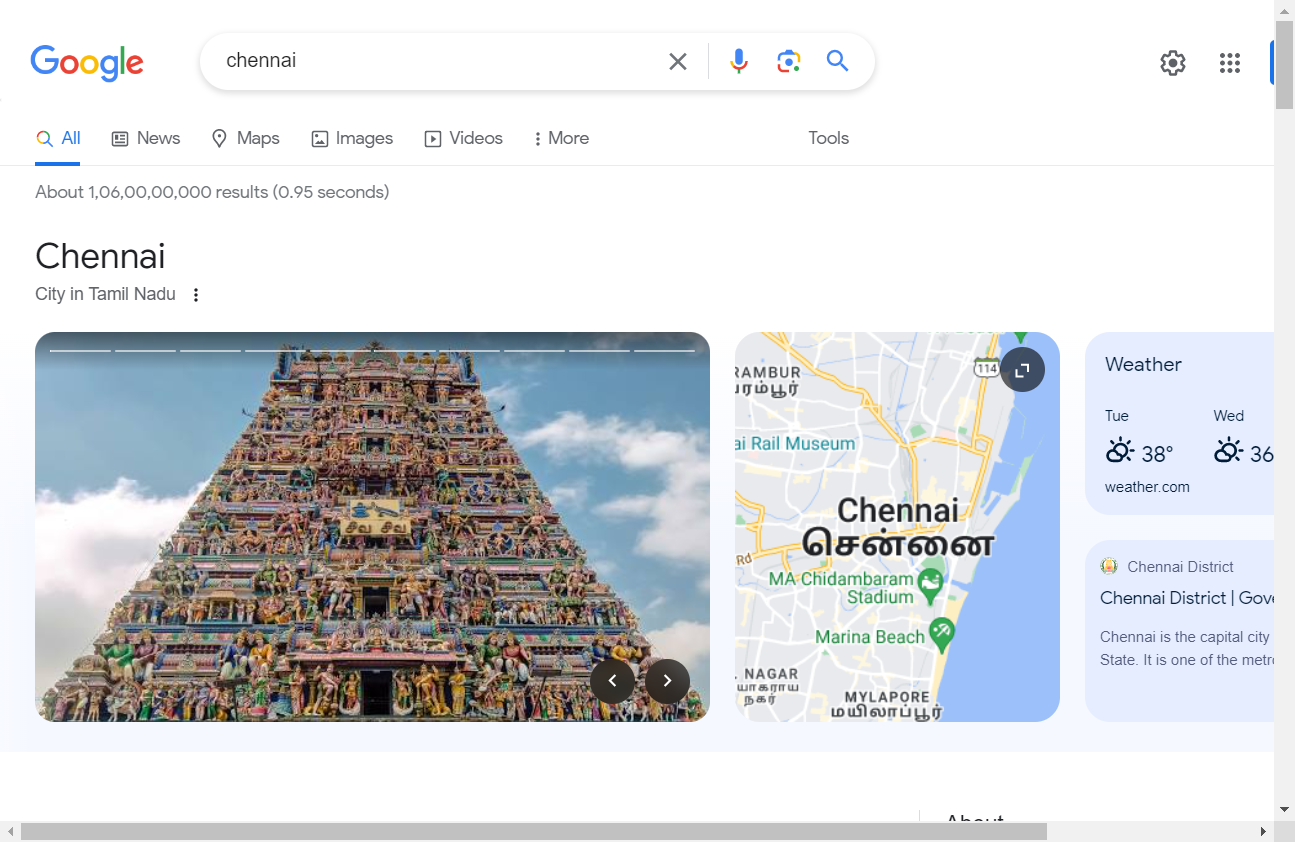 Google
chennai
All
News
Maps
Images
Videos
More
Tools
About 1,06,00,00,000 results (0.95 seconds)
Chennai
City in Tamil Nadu
சிவ சிவ
114
RAMBUR
ரம்பூர்
ai Rail Museum
Chennai
சென்னை
Rd
MA Chidambaram
Stadium
Marina Beach
NAGAR
யாகராய
நகர்
MYLAPORE
மயிலாப்பூர்
Weather
Tue
Wed
38°
36
weather.com
Chennai District
Chennai District | Gove
Chennai is the capital city
State. It is one of the metr
About